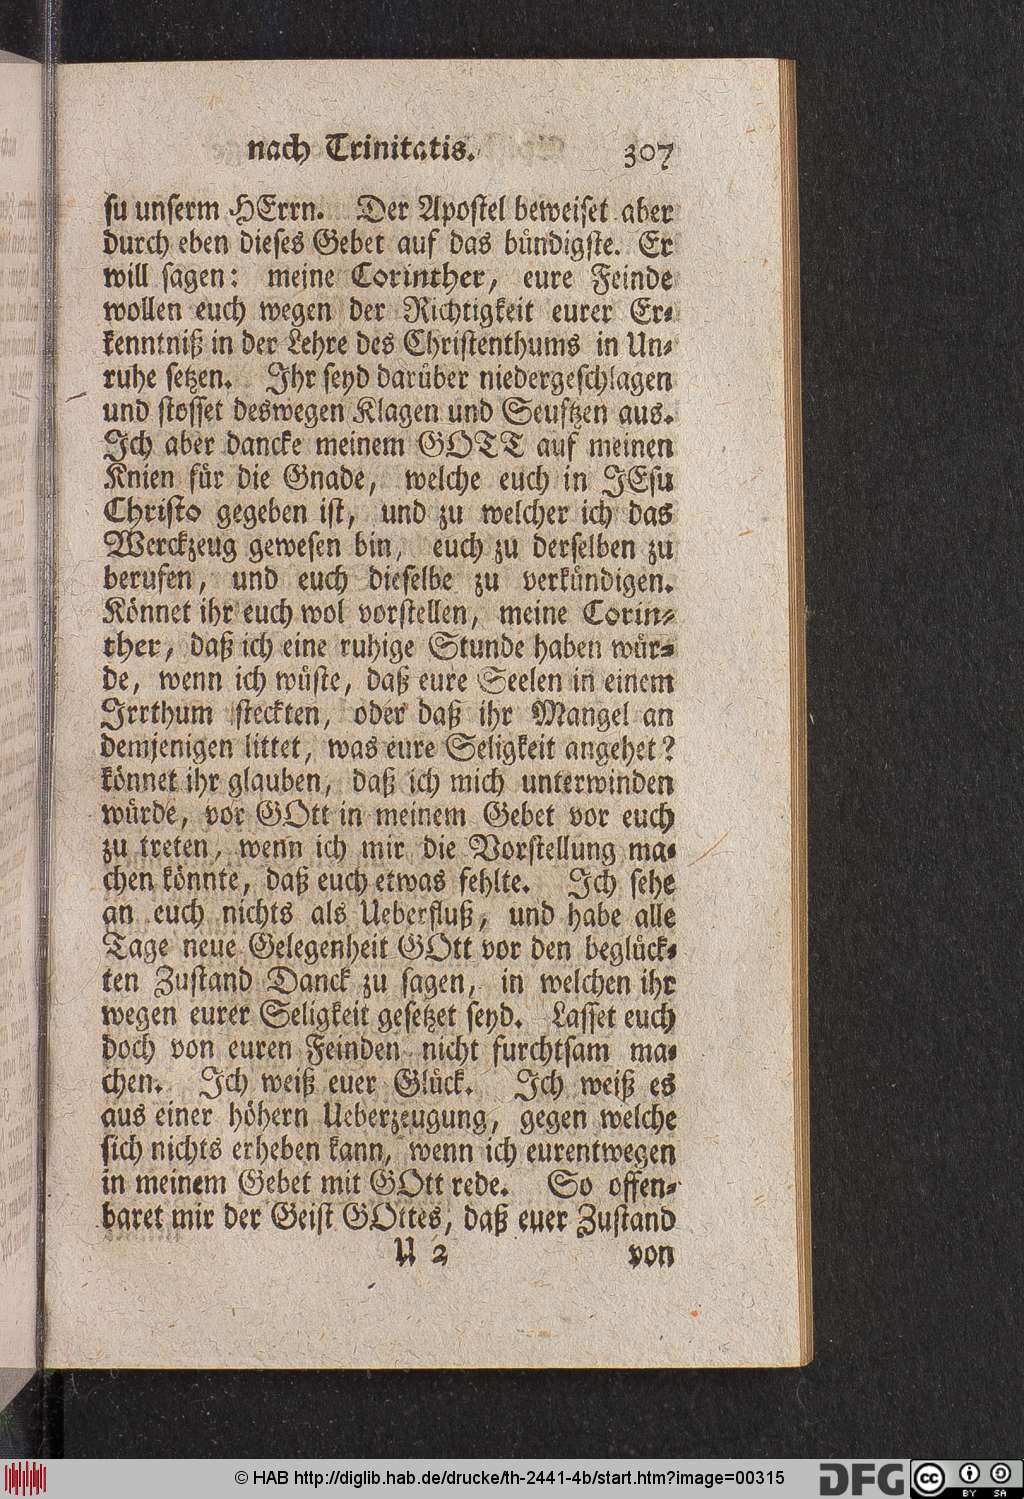 nach Trinitatis. 307
su unserm HErrn. Der Apostel beweiset aber
durch eben dieses Gebet auf das bündigste. Er
will sagen: meine Corinther, eure Feinde
wollen euch wegen der Richtigkeit eurer Er-
kenntniß in der Lehre des Christenthums in Un-
ruhe setzen. Ihr seyd darüber niedergeschlagen
und stosset deswegen Klagen und Seuftzen aus.
Ich aber dancke meinem GOTT auf meinen
Knien für die Gnade, welche euch in JEsu
Christo gegeben ist, und zu welcher ich das
Werckzeug gewesen bin, euch zu derselben zu
berufen, und euch dieselbe zu verkündigen.
Könnet ihr euch wol vorstellen, meine Corin-
ther, daß ich eine ruhige Stunde haben wür-
de, wenn ich wüste, daß eure Seelen in einem
Irrthum steckten, oder daß ihr Mangel an
demjenigen littet, was eure Seligkeit angehet?
könnet ihr glauben, daß ich mich unterwinden
würde, vor GOtt in meinem Gebet vor euch
zu treten, wenn ich mir die Vorstellung ma-
chen könnte, daß euch etwas fehlte. Ich sehe
an euch nichts als Ueberfluß, und habe alle
Tage neue Gelegenheit GOtt vor den beglück-
ten Zustand Danck zu sagen, in welchen ihr
wegen eurer Seligkeit gesetzet seyd. Lasset euch
doch von euren Feinden nicht furchtsam ma-
chen. Ich weiß euer Glück. Ich weiß es
aus einer höhern Ueberzeugung, gegen welche
sich nichts erheben kann, wenn ich eurentwegen
in meinem Gebet mit GOtt rede. So offen-
baret mir der Geist GOttes, daß euer Zustand
U 2 von
© HAB http://diglib.hab.de/drucke/th-2441-4b/start.htm?image=00315 DFG cc BY SA